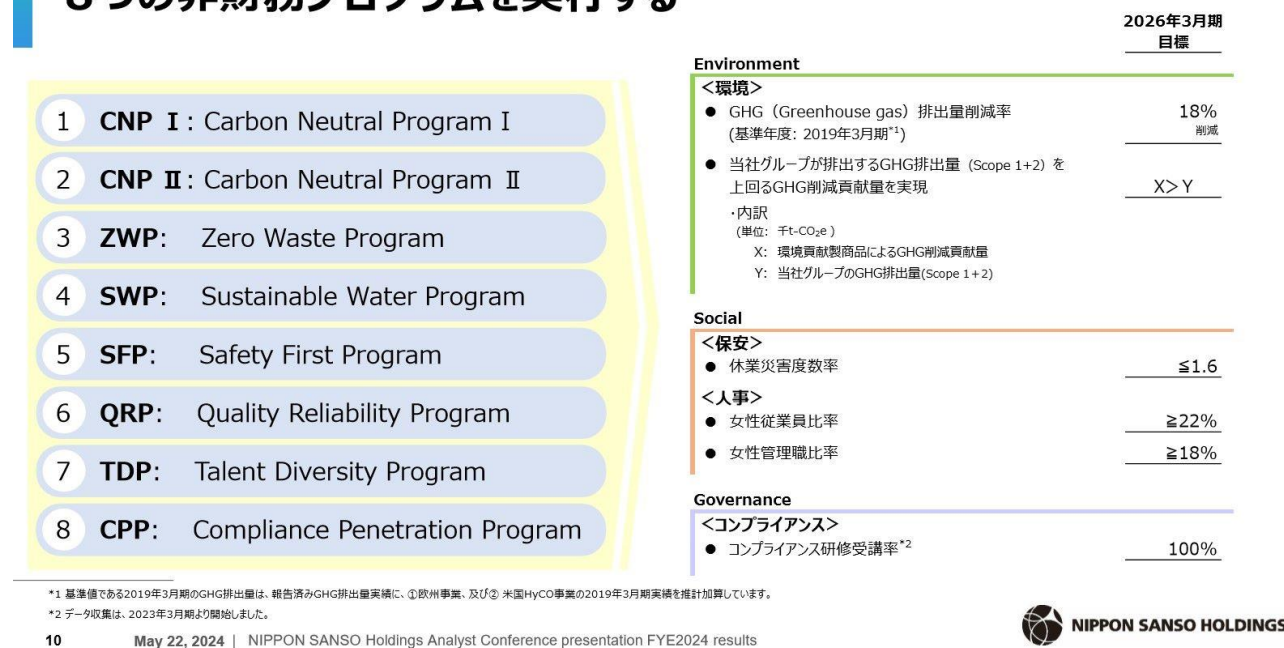 8つの非財務プログラムを実行する
1 CNP Ⅰ: Carbon Neutral Program Ⅰ
2 CNP Ⅱ: Carbon Neutral Program Ⅱ
3 ZWP: Zero Waste Program
4 SWP: Sustainable Water Program
5 SFP: Safety First Program
6 QRP: Quality Reliability Program
7 TDP: Talent Diversity Program
8 CPP: Compliance Penetration Program
2026年3月期
目標
Environment
<環境>
● GHG（Greenhouse gas）排出量削減率 18%
(基準年度: 2019年3月期*1) 削減
● 当社グループが排出するGHG排出量（Scope 1+2）を
上回るGHG削減貢献量を実現 X>Y
・内訳
(単位: 千t-CO₂e )
X: 環境貢献製商品によるGHG削減貢献量
Y: 当社グループのGHG排出量(Scope 1+2)
Social
<保安>
● 休業災害度数率 ≦1.6
<人事>
● 女性従業員比率 ≧22%
● 女性管理職比率 ≧18%
Governance
<コンプライアンス>
● コンプライアンス研修受講率*2 100%
*1 基準値である2019年3月期のGHG排出量は、報告済みGHG排出量実績に、①欧州事業、及び② 米国HyCO事業の2019年3月期実績を推計加算しています。
*2 データ収集は、2023年3月期より開始しました。
10 May 22, 2024 | NIPPON SANSO Holdings Analyst Conference presentation FYE2024 results
NIPPON SANSO HOLDINGS